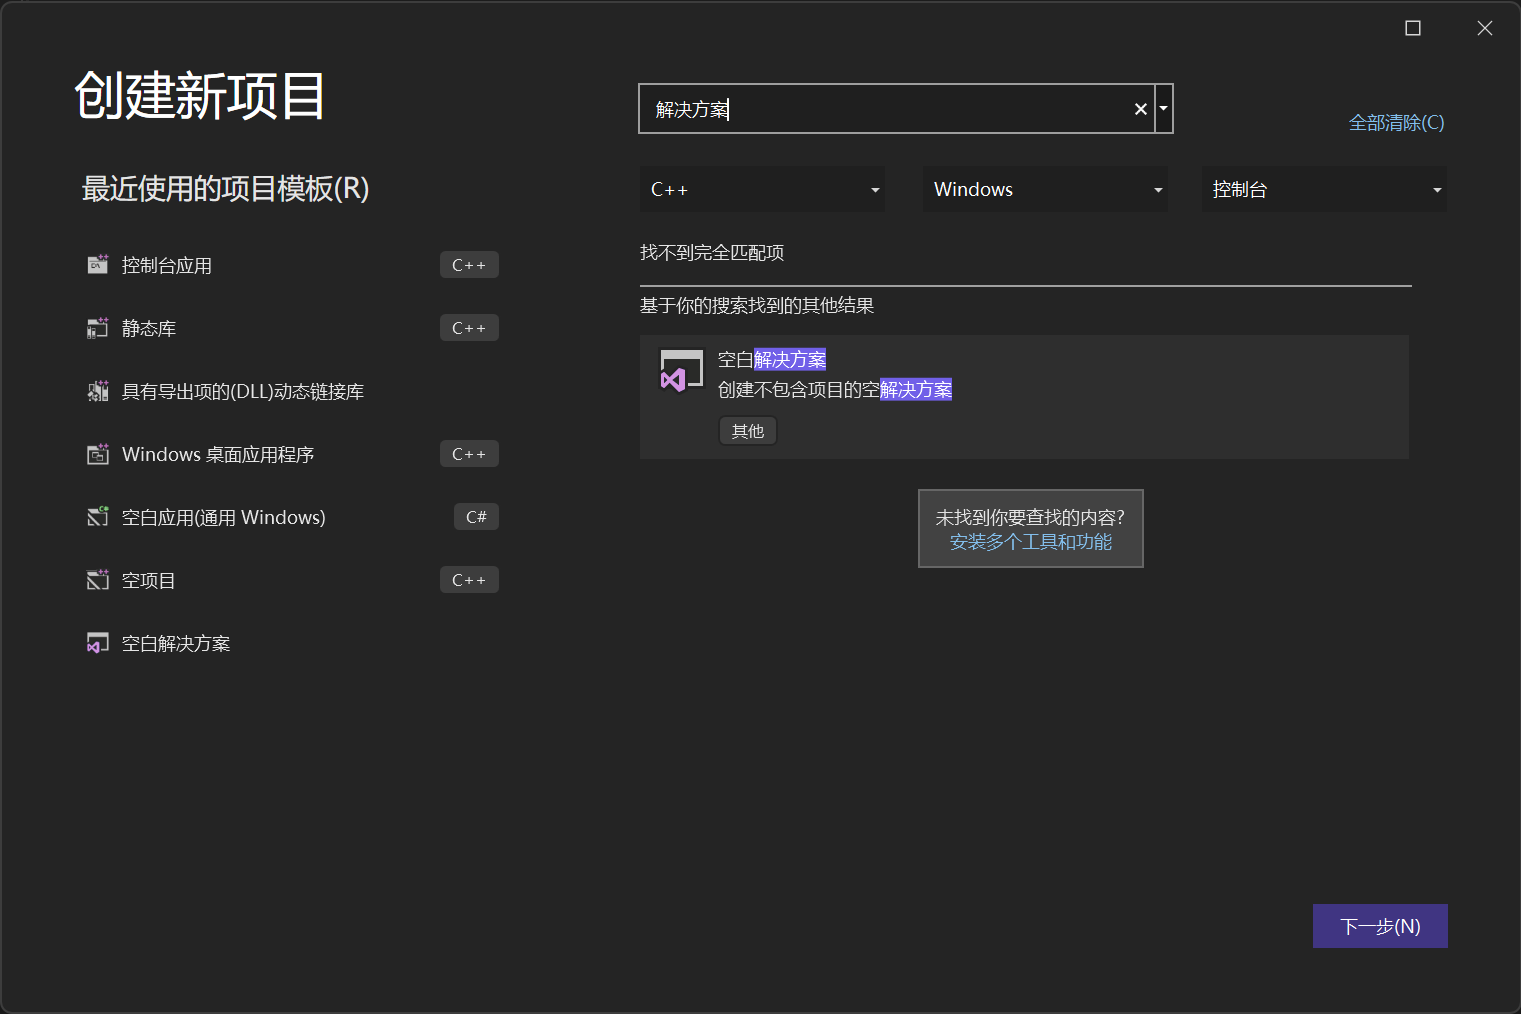 创建新项目
最近使用的项目模板(R)
控制台应用 C++
静态库 C++
具有导出项的(DLL)动态链接库
Windows 桌面应用程序 C++
空白应用(通用 Windows) C#
空项目 C++
空白解决方案
解决方案
全部清除(C)
C++ Windows 控制台
找不到完全匹配项
基于你的搜索找到的其他结果
空白解决方案
创建不包含项目的空解决方案
其他
未找到你要查找的内容?
安装多个工具和功能
下一步(N)